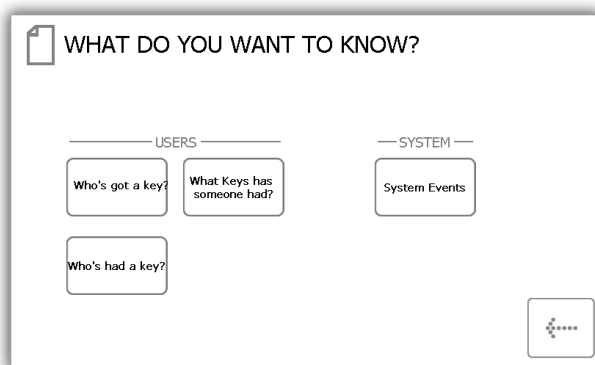 WHAT DO YOU WANT TO KNOW?
USERS
Who's got a key?
What Keys has
someone had?
Who's had a key?
SYSTEM
System Events